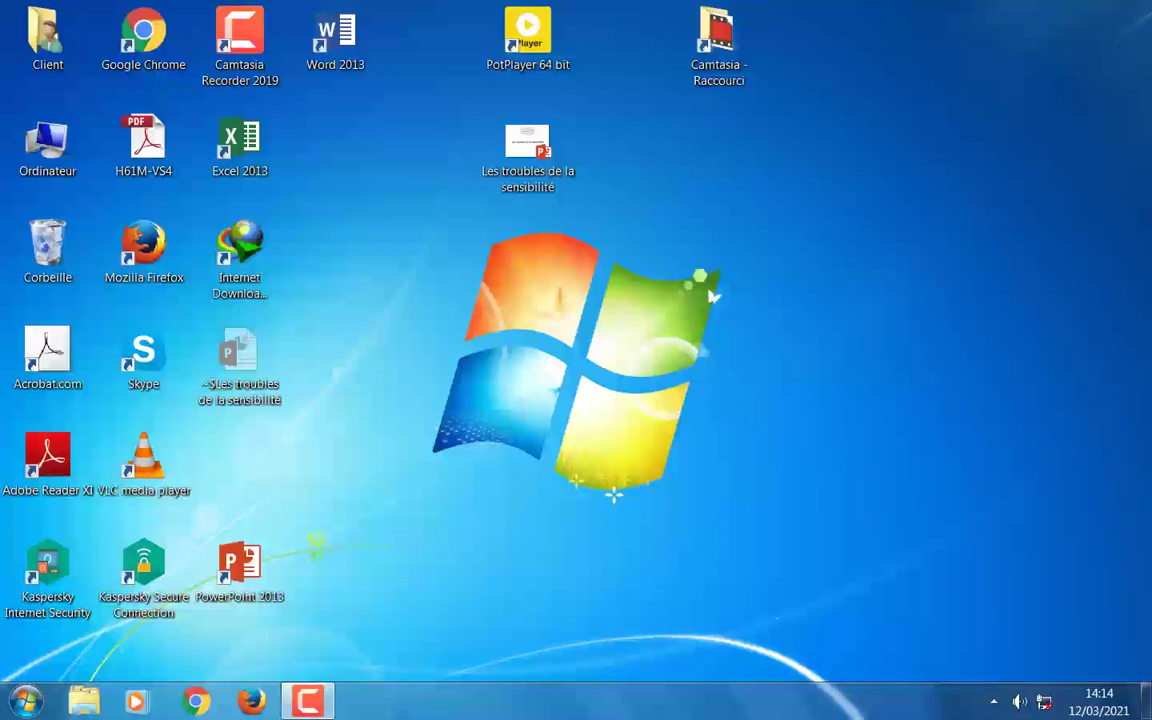 Client
Google Chrome
Camtasia
Recorder 2019
Word 2013
Player
PotPlayer 64 bit
Camtasia -
Raccourci
Ordinateur
PDF
H61M-VS4
Excel 2013
Les troubles de la
sensibilité
Corbeille
Mozilla Firefox
Internet
Downloa...
Acrobat.com
Skype
~$Les troubles
de la sensibilité
Adobe Reader XI
VLC media player
Kaspersky
Internet Security
Kaspersky Secure
Connection
PowerPoint 2013
14:14
12/03/2021